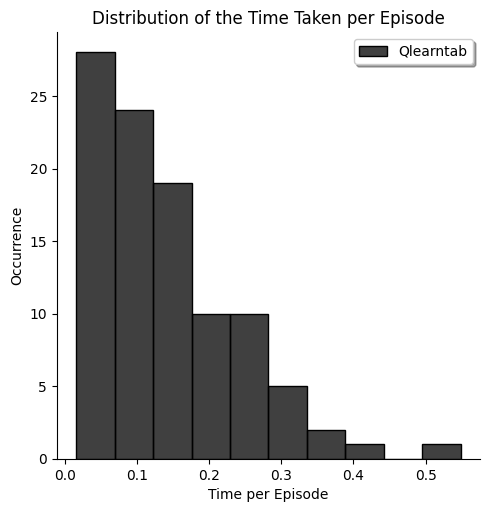 Distribution of the Time Taken per Episode
Qlearntab
Occurrence
25
20
15
10
5
0
0.0 0.1 0.2 0.3 0.4 0.5
Time per Episode